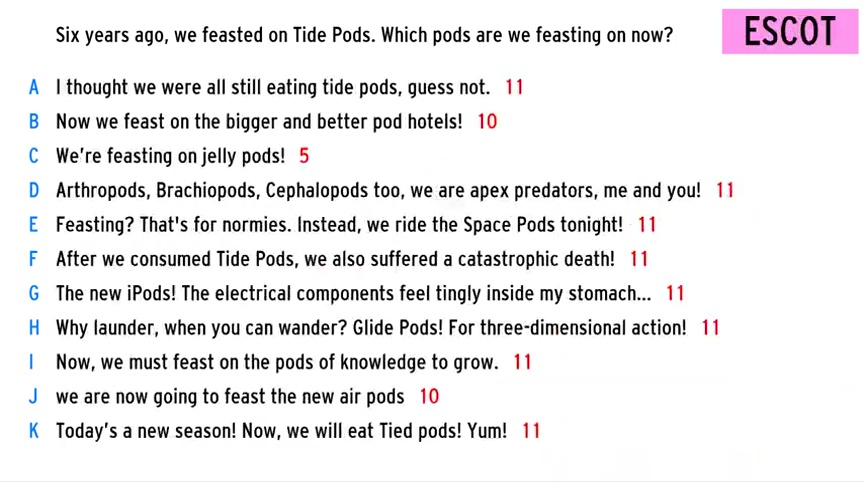 Six years ago, we feasted on Tide Pods. Which pods are we feasting on now?
ESCOT
A I thought we were all still eating tide pods, guess not. 11
B Now we feast on the bigger and better pod hotels! 10
C We're feasting on jelly pods! 5
D Arthropods, Brachiopods, Cephalopods too, we are apex predators, me and you! 11
E Feasting? That's for normies. Instead, we ride the Space Pods tonight! 11
F After we consumed Tide Pods, we also suffered a catastrophic death! 11
G The new iPods! The electrical components feel tingly inside my stomach... 11
H Why launder, when you can wander? Glide Pods! For three-dimensional action! 11
I Now, we must feast on the pods of knowledge to grow. 11
J we are now going to feast the new air pods 10
K Today's a new season! Now, we will eat Tied pods! Yum! 11